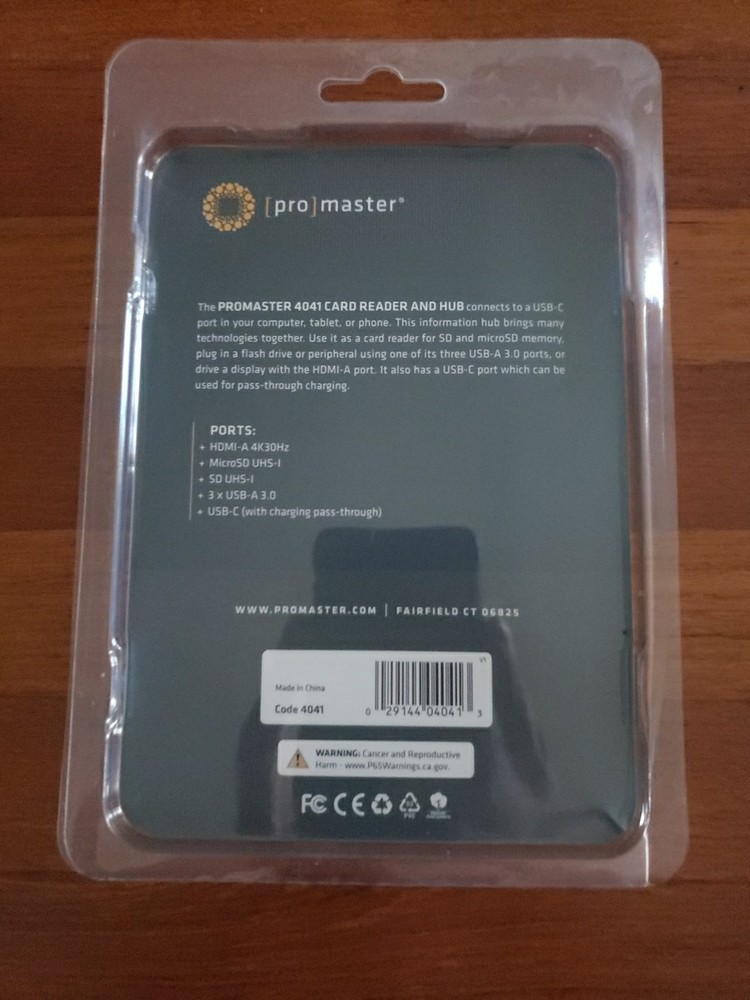 [pro]master®
The PROMASTER 4041 CARD READER AND HUB connects to a USB-C
port in your computer, tablet, or phone. This information hub brings many
technologies together. Use it as a card reader for SD and microSD memory,
plug in a flash drive or peripheral using one of its three USB-A 3.0 ports, or
drive a display with the HDMI-A port. It also has a USB-C port which can be
used for pass-through charging.
PORTS:
+ HDMI-A 4K30Hz
+ MicroSD UHS-I
+ SD UHS-I
+ 3 x USB-A 3.0
+ USB-C (with charging pass-through)
WWW.PROMASTER.COM | FAIRFIELD CT 06825
V1
Made in China
Code 4041
0 29144 04041 3
WARNING: Cancer and Reproductive
Harm - www.P65Warnings.ca.gov.
FC CE